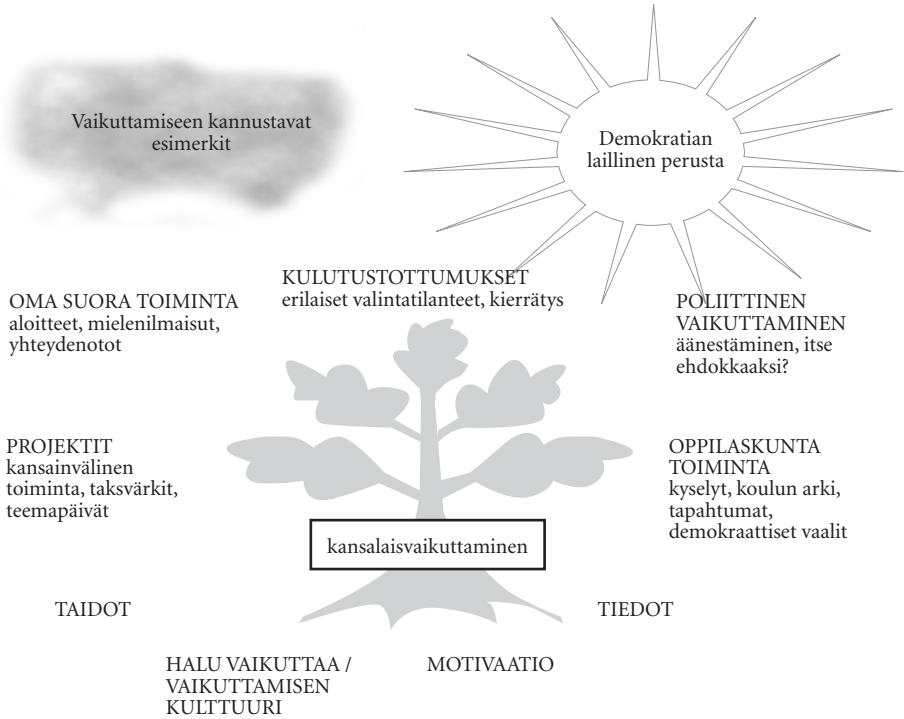 Vaikuttamiseen kannustavat
esimerkit
Demokratian
laillinen perusta
KULUTUSTOTTUMUKSET
erilaiset valintatilanteet, kierrätys
OMA SUORA TOIMINTA
aloitteet, mielenilmaisut,
yhteydenotot
POLIITTINEN
VAIKUTTAMINEN
äänestäminen, itse
ehdokkaaksi?
PROJEKTIT
kansainvälinen
toiminta, taksvärkit,
teemapäivät
OPPILASKUNTA
TOIMINTA
kyselyt, koulun arki,
tapahtumat,
demokraattiset vaalit
kansalaisvaikuttaminen
TAIDOT
TIEDOT
HALU VAIKUTTAA /
VAIKUTTAMISEN
KULTTUURI
MOTIVAATIO